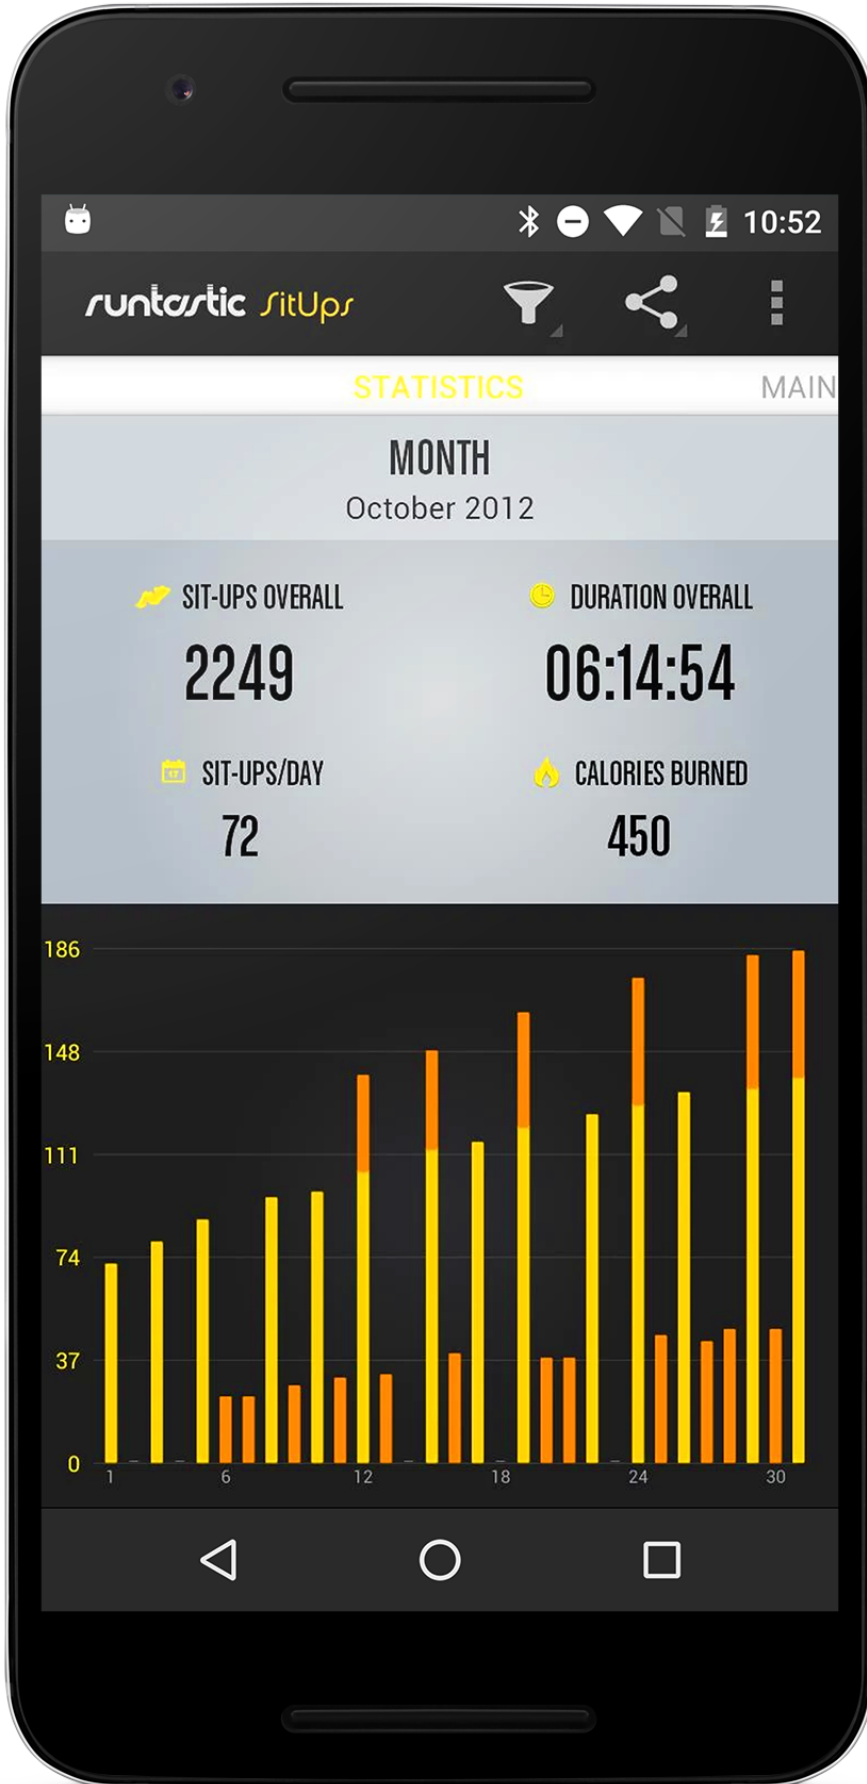 10:52
runtastic SitUps
STATISTICS MAIN
MONTH
October 2012
SIT-UPS OVERALL DURATION OVERALL
2249 06:14:54
17 SIT-UPS/DAY CALORIES BURNED
72 450
186
148
111
74
37
0
1 6 12 18 24 30